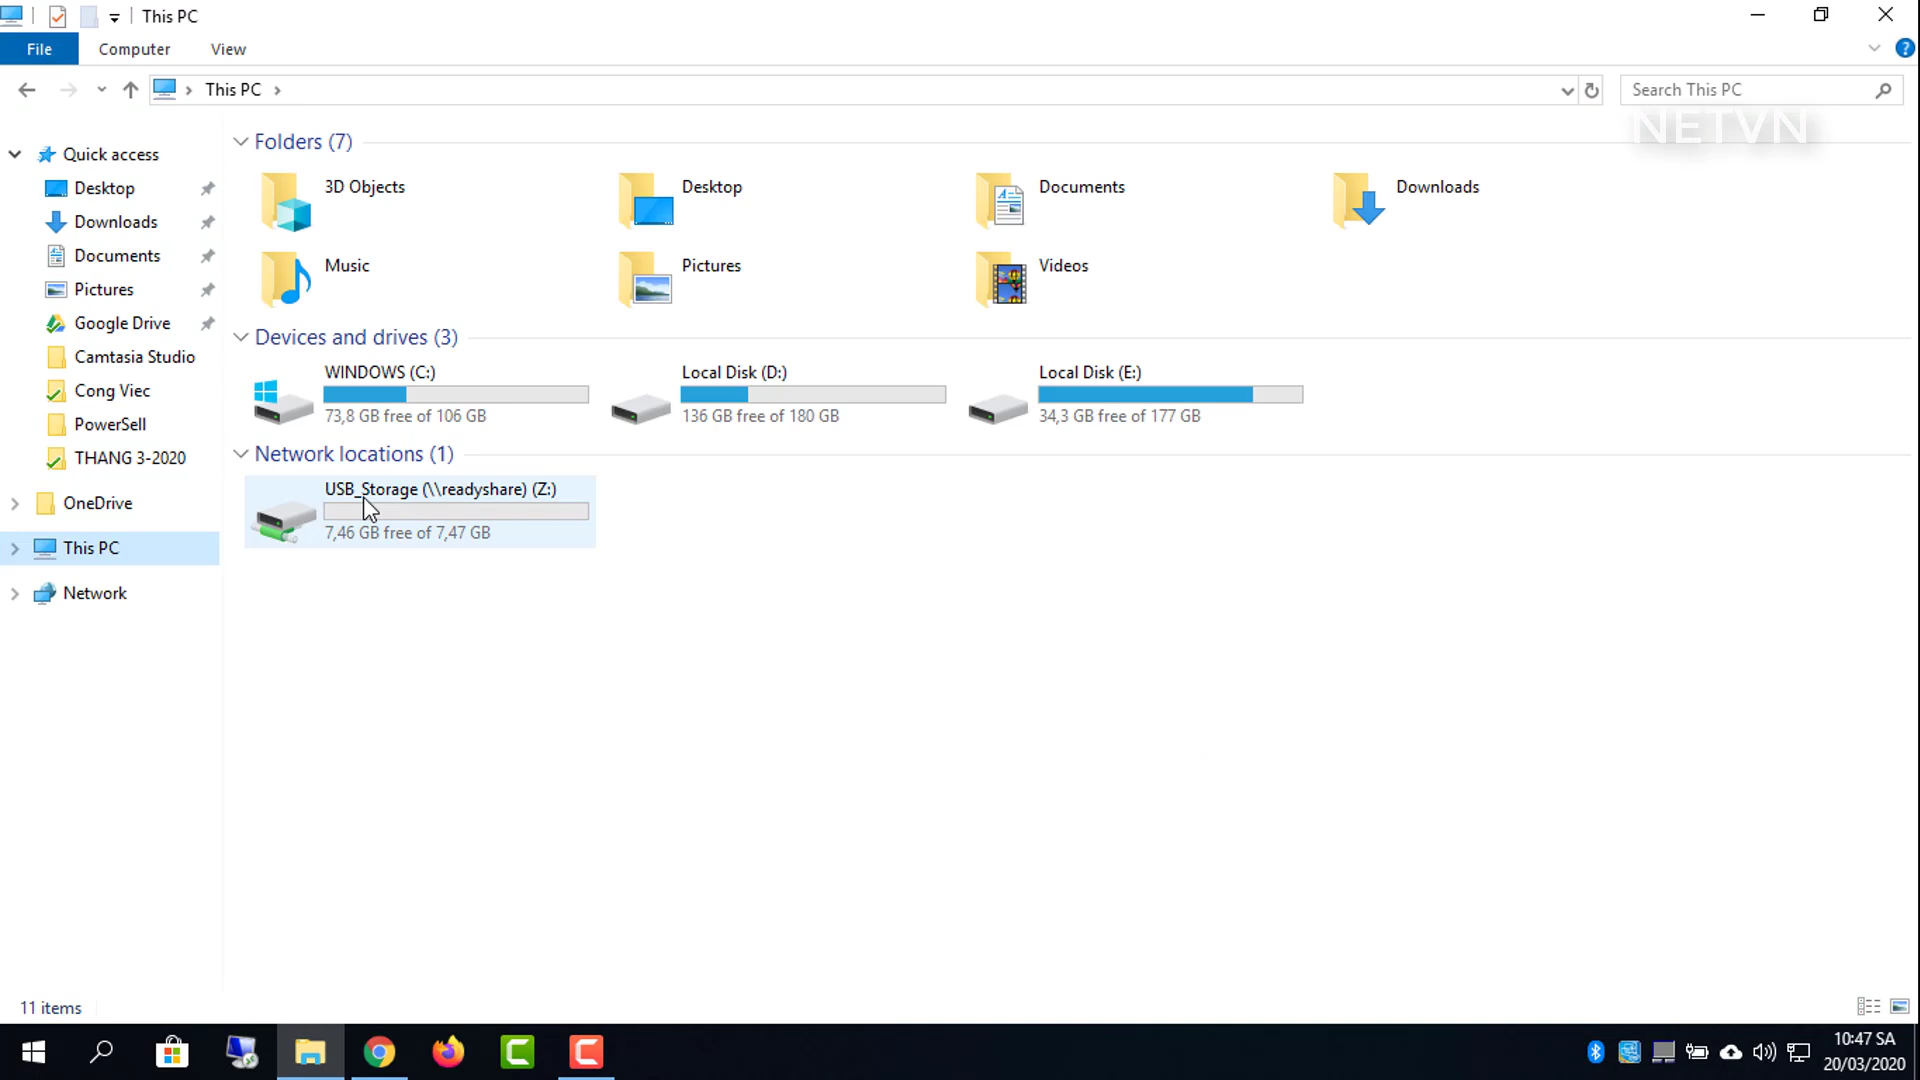 This PC
File Computer View
This PC
Search This PC
NETVN
Quick access
Desktop
Downloads
Documents
Pictures
Google Drive
Camtasia Studio
Cong Viec
PowerSell
THANG 3-2020
OneDrive
This PC
Network
Folders (7)
3D Objects
Desktop
Documents
Downloads
Music
Pictures
Videos
Devices and drives (3)
WINDOWS (C:)
73,8 GB free of 106 GB
Local Disk (D:)
136 GB free of 180 GB
Local Disk (E:)
34,3 GB free of 177 GB
Network locations (1)
USB_Storage (\\readyshare) (Z:)
7,46 GB free of 7,47 GB
11 items
10:47 SA
20/03/2020